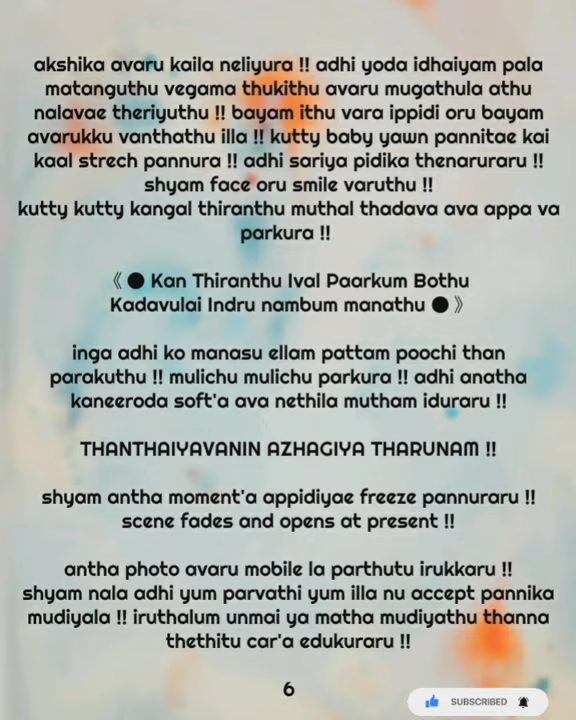 akshika avaru kaila neliyura !! adhi yoda idhaiyam pala
matanguthu vegama thukithu avaru mugathula athu
nalavae theriyuthu !! bayam ithu vara ippidi oru bayam
avarukku vanthathu illa !! kutty baby yawn pannitae kai
kaal strech pannura !! adhi sariya pidika thenaruraru !!
shyam face oru smile varuthu !!
kutty kutty kangal thiranthu muthal thadava ava appa va
parkura !!
《 ● Kan Thiranthu Ival Paarkum Bothu
Kadavulai Indru nambum manathu ● 》
inga adhi ko manasu ellam pattam poochi than
parakuthu !! mulichu mulichu parkura !! adhi anatha
kaneeroda soft'a ava nethila mutham iduraru !!
THANTHAIYAVANIN AZHAGIYA THARUNAM !!
shyam antha moment'a appidiyae freeze pannuraru !!
scene fades and opens at present !!
antha photo avaru mobile la parthutu irukkaru !!
shyam nala adhi yum parvathi yum illa nu accept pannika
mudiyala !! iruthalum unmai ya matha mudiyathu thanna
thethitu car'a edukuraru !!
6
SUBSCRIBED